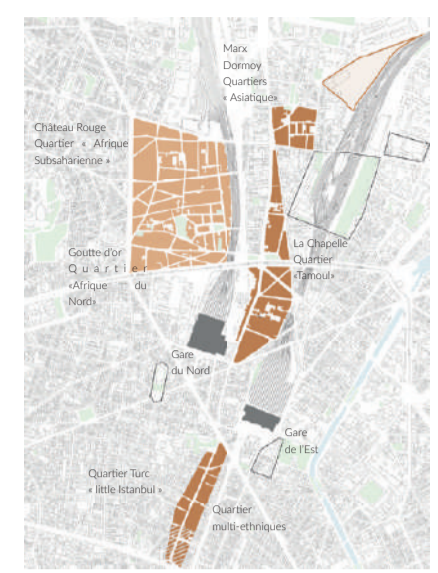 Marx
Dormoy
Quartiers
« Asiatique»
Château Rouge
Quartier « Afrique
Subsaharienne »
Goutte d'or
Quartier
«Afrique du
Nord»
La Chapelle
Quartier
«Tamoul»
Gare
du Nord
Gare
de l'Est
Quartier Turc
« little Istanbul »
Quartier
multi-ethniques